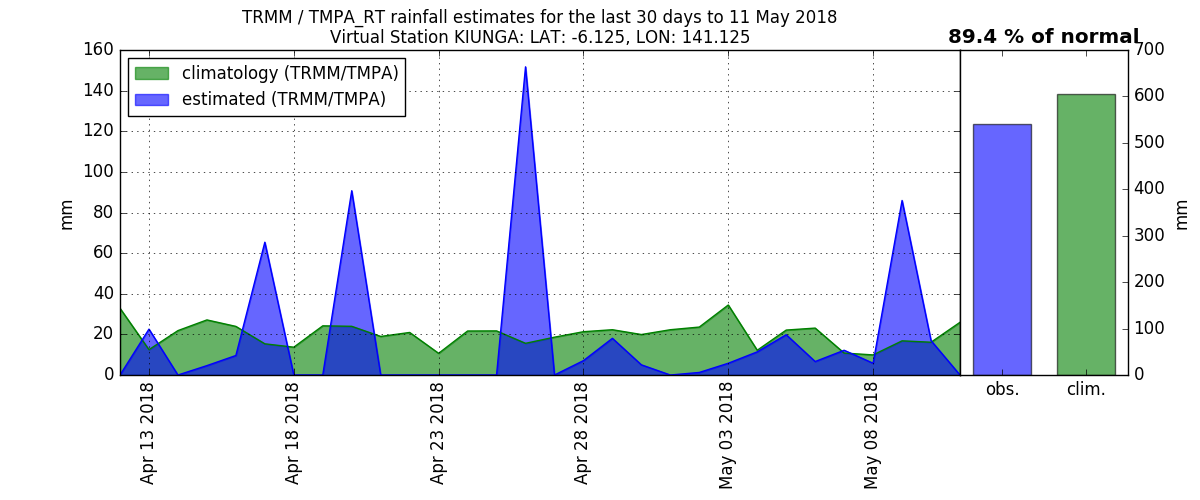 TRMM / TMPA_RT rainfall estimates for the last 30 days to 11 May 2018
Virtual Station KIUNGA: LAT: -6.125, LON: 141.125
89.4 % of normal
climatology (TRMM/TMPA)
estimated (TRMM/TMPA)
160
140
120
100
80
60
40
20
0
mm
Apr 13 2018
Apr 18 2018
Apr 23 2018
Apr 28 2018
May 03 2018
May 08 2018
700
600
500
400
300
200
100
0
mm
obs.
clim.